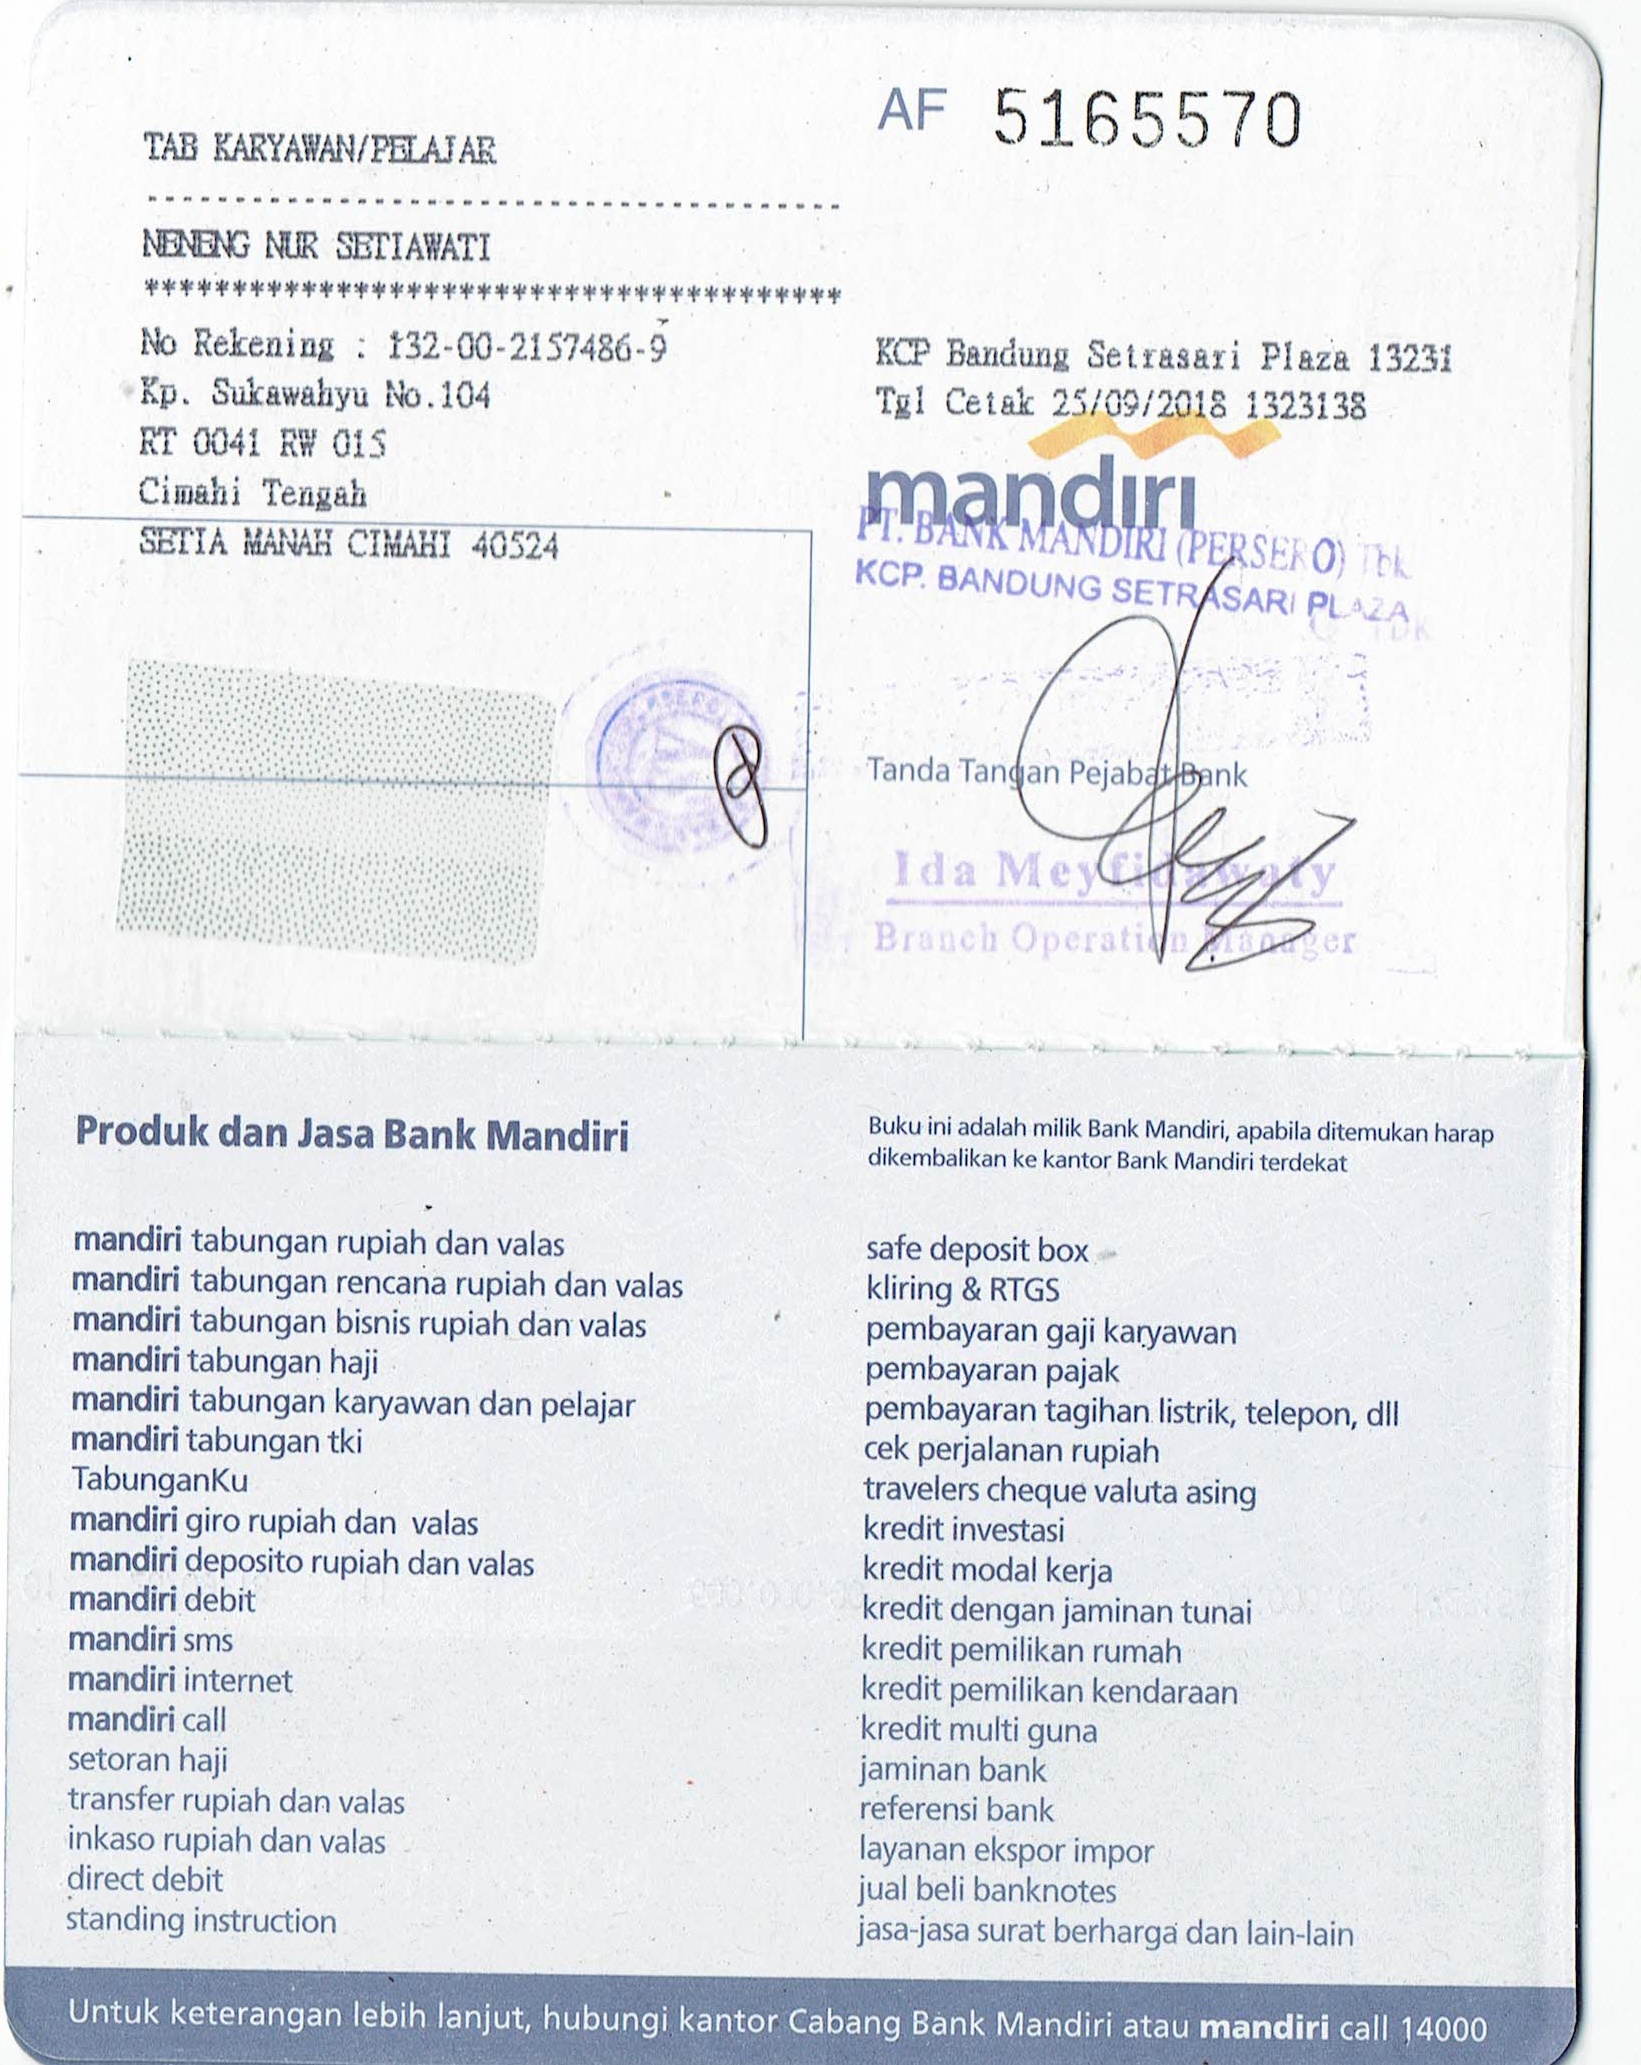 AF 5165570
TAB KARYAWAN/PELAJAR
----------------------------------------
NENENG NUR SETIAWATI
****************************************
No Rekening : 132-00-2157486-9
Kp. Sukawahyu No.104
RT 0041 RW 015
Cimahi Tengah
SETIA MANAH CIMAHI 40524
KCP Bandung Setrasari Plaza 13231
Tgl Cetak 25/09/2018 1323138
mandiri
PT. BANK MANDIRI (PERSERO) Tbk
KCP. BANDUNG SETRASARI PLAZA
Tanda Tangan Pejabat Bank
Ida Meyfidawaty
Branch Operation Manager
Produk dan Jasa Bank Mandiri
mandiri tabungan rupiah dan valas
mandiri tabungan rencana rupiah dan valas
mandiri tabungan bisnis rupiah dan valas
mandiri tabungan haji
mandiri tabungan karyawan dan pelajar
mandiri tabungan tki
TabunganKu
mandiri giro rupiah dan valas
mandiri deposito rupiah dan valas
mandiri debit
mandiri sms
mandiri internet
mandiri call
setoran haji
transfer rupiah dan valas
inkaso rupiah dan valas
direct debit
standing instruction
Buku ini adalah milik Bank Mandiri, apabila ditemukan harap
dikembalikan ke kantor Bank Mandiri terdekat
safe deposit box
kliring & RTGS
pembayaran gaji karyawan
pembayaran pajak
pembayaran tagihan listrik, telepon, dll
cek perjalanan rupiah
travelers cheque valuta asing
kredit investasi
kredit modal kerja
kredit dengan jaminan tunai
kredit pemilikan rumah
kredit pemilikan kendaraan
kredit multi guna
jaminan bank
referensi bank
layanan ekspor impor
jual beli banknotes
jasa-jasa surat berharga dan lain-lain
Untuk keterangan lebih lanjut, hubungi kantor Cabang Bank Mandiri atau mandiri call 14000